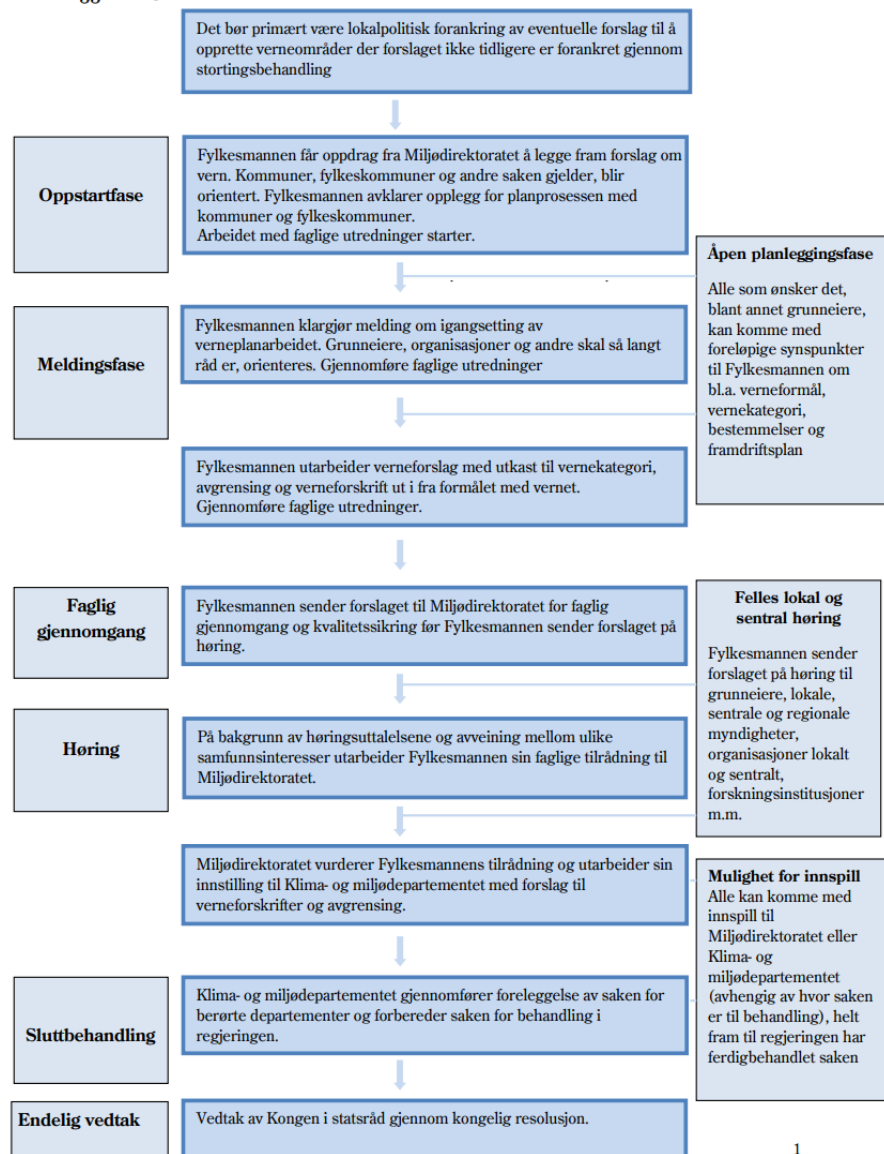 Det bør primært være lokalpolitisk forankring av eventuelle forslag til å
opprette verneområder der forslaget ikke tidligere er forankret gjennom
stortingsbehandling
Oppstartfase
Fylkesmannen får oppdrag fra Miljødirektoratet å legge fram forslag om
vern. Kommuner, fylkeskommuner og andre saken gjelder, blir
orientert. Fylkesmannen avklarer opplegg for planprosessen med
kommuner og fylkeskommuner.
Arbeidet med faglige utredninger starter.
Åpen planleggingsfase
Alle som ønsker det,
blant annet grunneiere,
kan komme med
foreløpige synspunkter
til Fylkesmannen om
bl.a. verneformål,
vernekategori,
bestemmelser og
framdriftsplan
Meldingsfase
Fylkesmannen klargjør melding om igangsetting av
verneplanarbeidet. Grunneiere, organisasjoner og andre skal så langt
råd er, orienteres. Gjennomføre faglige utredninger
Fylkesmannen utarbeider verneforslag med utkast til vernekategori,
avgrensing og verneforskrift ut i fra formålet med vernet.
Gjennomføre faglige utredninger.
Faglig
gjennomgang
Fylkesmannen sender forslaget til Miljødirektoratet for faglig
gjennomgang og kvalitetssikring før Fylkesmannen sender forslaget på
høring.
Felles lokal og
sentral høring
Fylkesmannen sender
forslaget på høring til
grunneiere, lokale,
sentrale og regionale
myndigheter,
organisasjoner lokalt
og sentralt,
forskningsinstitusjoner
m.m.
Høring
På bakgrunn av høringsuttalelsene og avveining mellom ulike
samfunnsinteresser utarbeider Fylkesmannen sin faglige tilrådning til
Miljødirektoratet.
Miljødirektoratet vurderer Fylkesmannens tilrådning og utarbeider sin
innstilling til Klima- og miljødepartementet med forslag til
verneforskrifter og avgrensing.
Mulighet for innspill
Alle kan komme med
innspill til
Miljødirektoratet eller
Klima- og
miljødepartementet
(avhengig av hvor saken
er til behandling), helt
fram til regjeringen har
ferdigbehandlet saken
Sluttbehandling
Klima- og miljødepartementet gjennomfører foreleggelse av saken for
berørte departementer og forbereder saken for behandling i
regjeringen.
Endelig vedtak
Vedtak av Kongen i statsråd gjennom kongelig resolusjon.
1